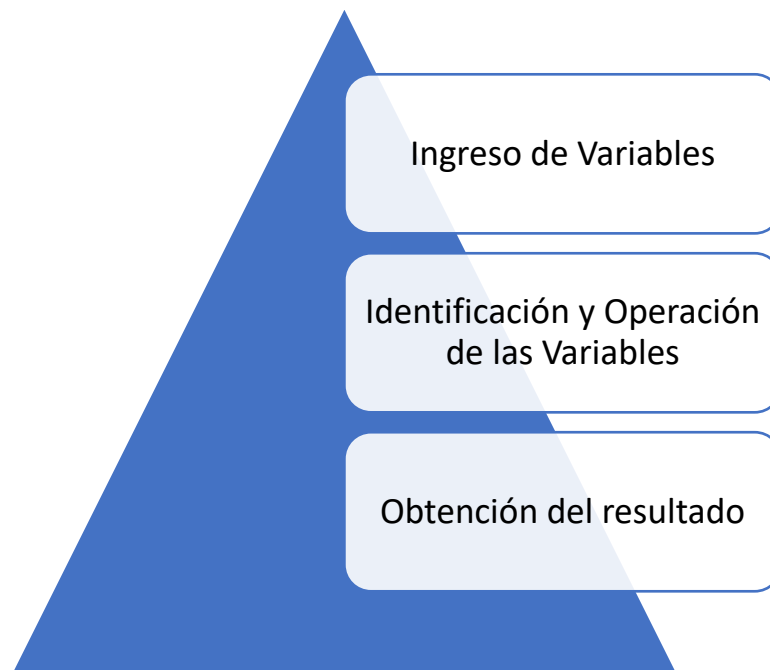 Ingreso de Variables
Identificación y Operación
de las Variables
Obtención del resultado